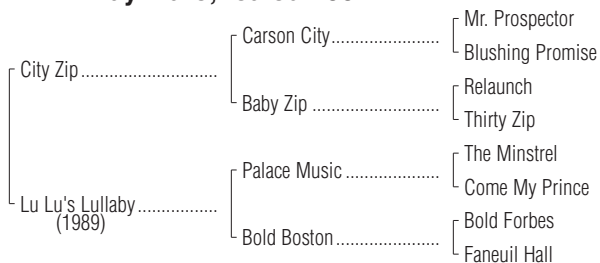 Mr. Prospector
Carson City
Blushing Promise
City Zip
Relaunch
Baby Zip
Thirty Zip
The Minstrel
Palace Music
Come My Prince
Lu Lu's Lullaby
(1989)
Bold Forbes
Bold Boston
Faneuil Hall